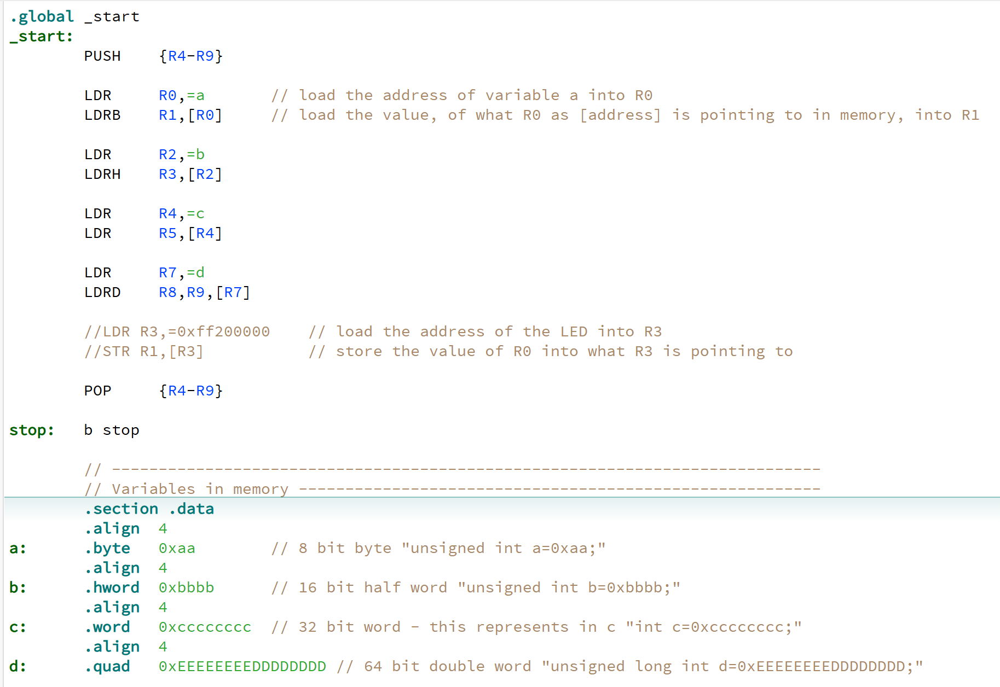 .global _start
_start:
PUSH {R4-R9}
LDR R0,=a // load the address of variable a into R0
LDRB R1,[R0] // load the value, of what R0 as [address] is pointing to in memory, into R1
LDR R2,=b
LDRH R3,[R2]
LDR R4,=c
LDR R5,[R4]
LDR R7,=d
LDRD R8,R9,[R7]
//LDR R3,=0xff200000 // load the address of the LED into R3
//STR R1,[R3] // store the value of R0 into what R3 is pointing to
POP {R4-R9}
stop: b stop
// ----------------------------------------------------------------------------
// Variables in memory --------------------------------------------------------
.section .data
.align 4
a: .byte 0xaa // 8 bit byte "unsigned int a=0xaa;"
.align 4
b: .hword 0xbbbb // 16 bit half word "unsigned int b=0xbbbb;"
.align 4
c: .word 0xcccccccc // 32 bit word - this represents in c "int c=0xcccccccc;"
.align 4
d: .quad 0xEEEEEEEEDDDDDDDD // 64 bit double word "unsigned long int d=0xEEEEEEEEDDDDDDDD;"